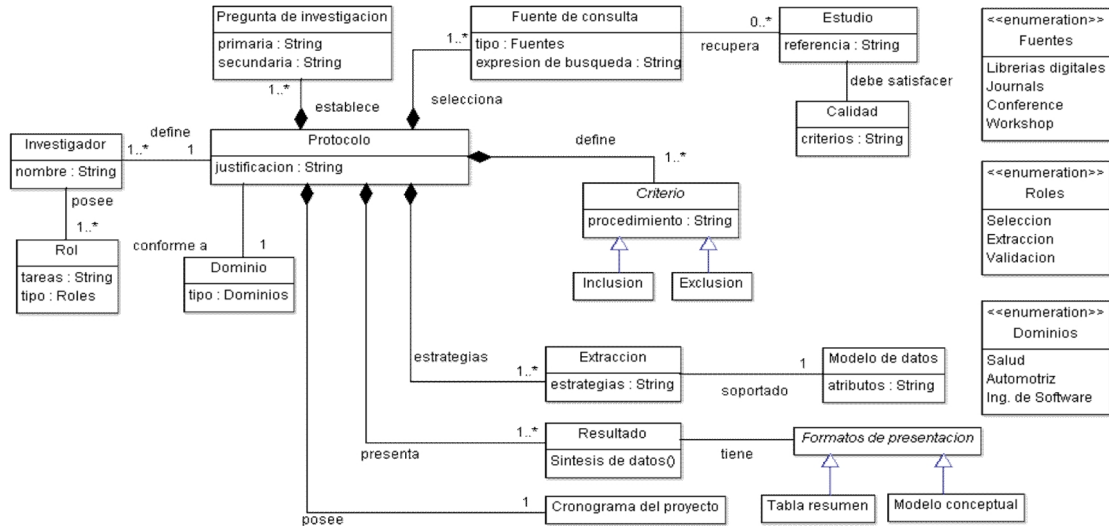 Pregunta de investigacion
primaria : String
secundaria : String
1..*
establece
Fuente de consulta
tipo : Fuentes
expresion de busqueda : String
1..*
selecciona
0..*
recupera
Estudio
referencia : String
debe satisfacer
Calidad
criterios : String
<<enumeration>>
Fuentes
Librerias digitales
Journals
Conference
Workshop
Investigador
nombre : String
define
1..*
1
Protocolo
justificacion : String
define
1..*
Criterio
procedimiento : String
Inclusion
Exclusion
<<enumeration>>
Roles
Seleccion
Extraccion
Validacion
posee
1..*
Rol
tareas : String
tipo : Roles
conforme a
1
Dominio
tipo : Dominios
<<enumeration>>
Dominios
Salud
Automotriz
Ing. de Software
estrategias
1..*
Extraccion
estrategias : String
1
soportado
Modelo de datos
atributos : String
presenta
1..*
Resultado
Sintesis de datos()
tiene
Formatos de presentacion
Tabla resumen
Modelo conceptual
posee
1
Cronograma del proyecto